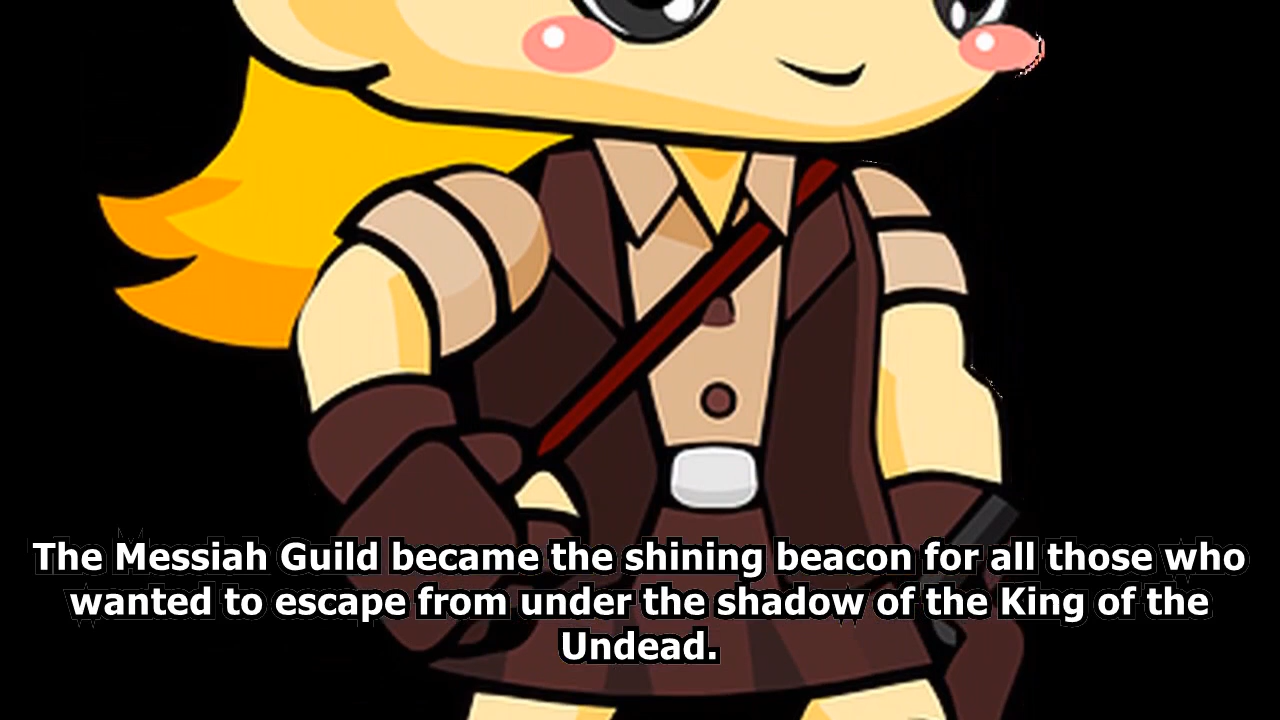 The Messiah Guild became the shining beacon for all those who
wanted to escape from under the shadow of the King of the
Undead.